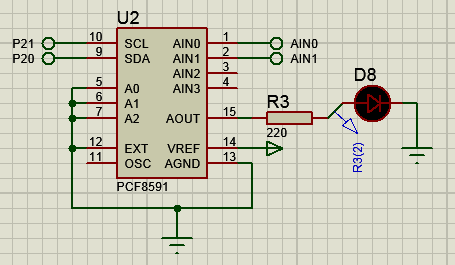 U2
P21 10 SCL AIN0 1 AIN0
P20 9 SDA AIN1 2 AIN1
AIN2 3
5 A0 AIN3 4
6 A1
7 A2 AOUT 15 R3 D8
220
12 EXT VREF 14
11 OSC AGND 13
PCF8591
R3(2)